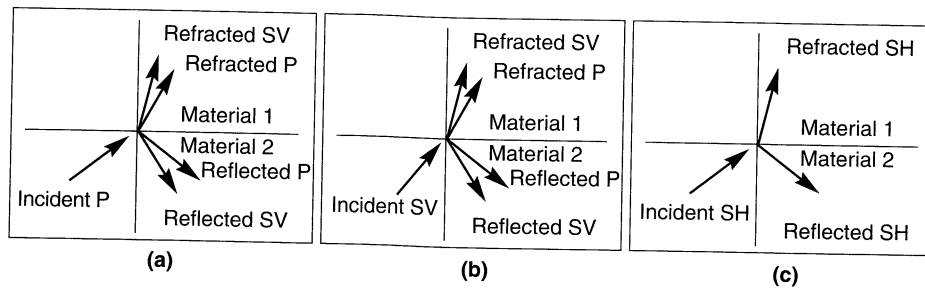 Refracted SV
Refracted P
Material 1
Material 2
Reflected P
Incident P
Reflected SV
(a)
Refracted SV
Refracted P
Material 1
Material 2
Reflected P
Incident SV
Reflected SV
(b)
Refracted SH
Material 1
Material 2
Incident SH
Reflected SH
(c)